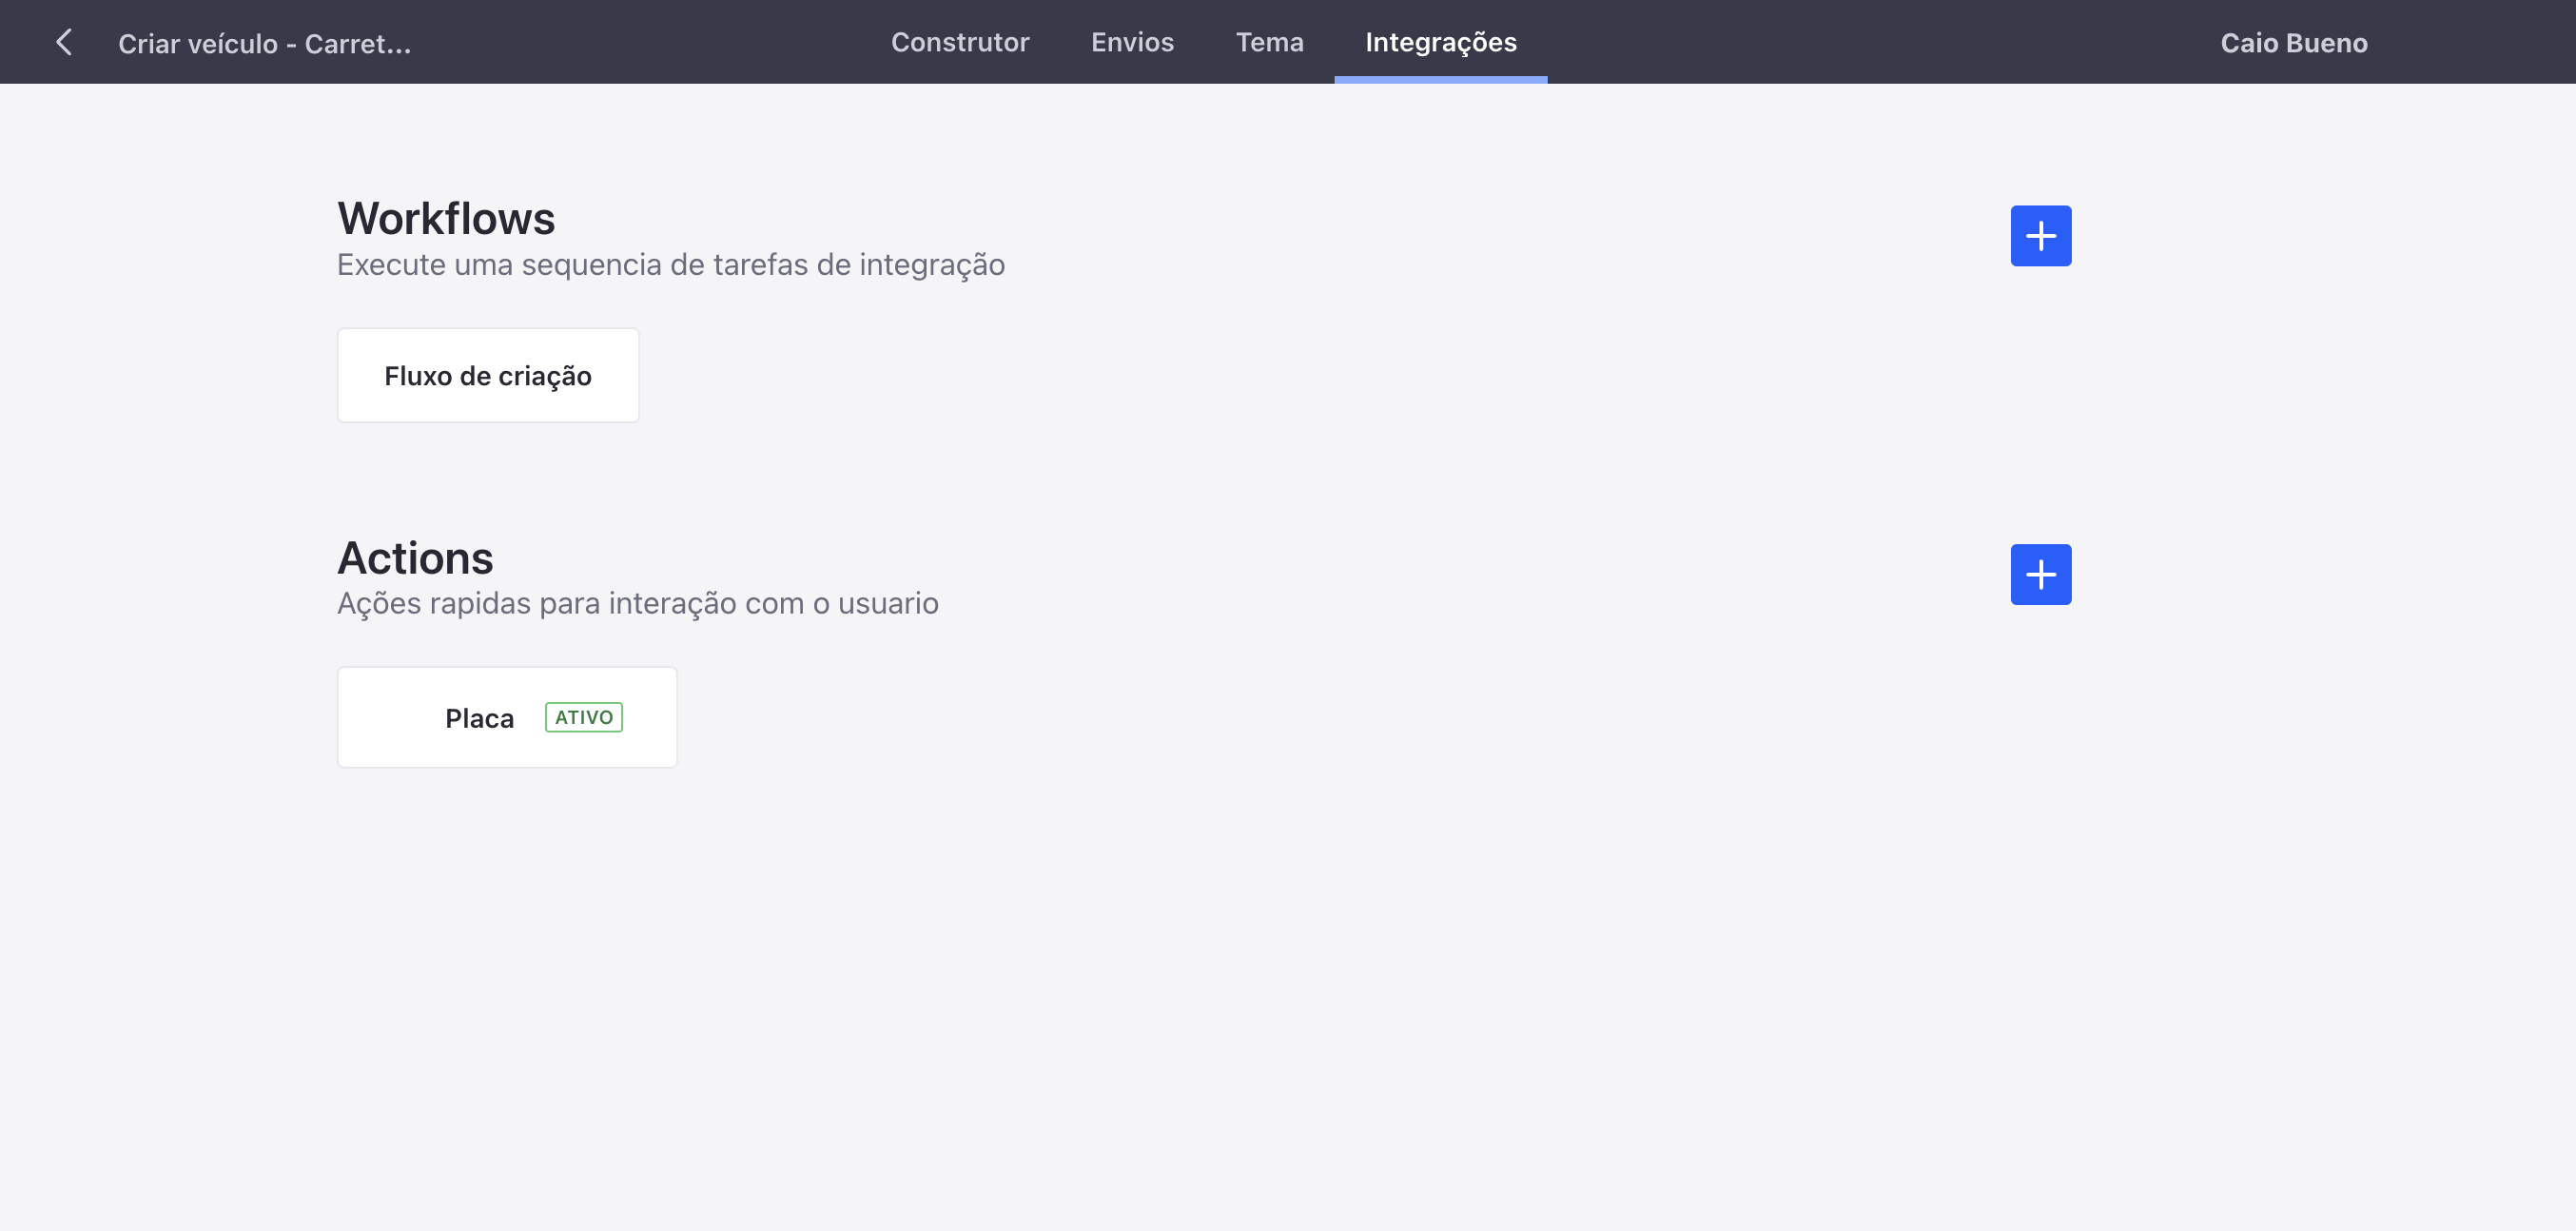 Criar veículo - Carret...
Construtor
Envios
Tema
Integrações
Caio Bueno
Workflows
Execute uma sequencia de tarefas de integração
Fluxo de criação
Actions
Ações rapidas para interação com o usuario
Placa
ATIVO